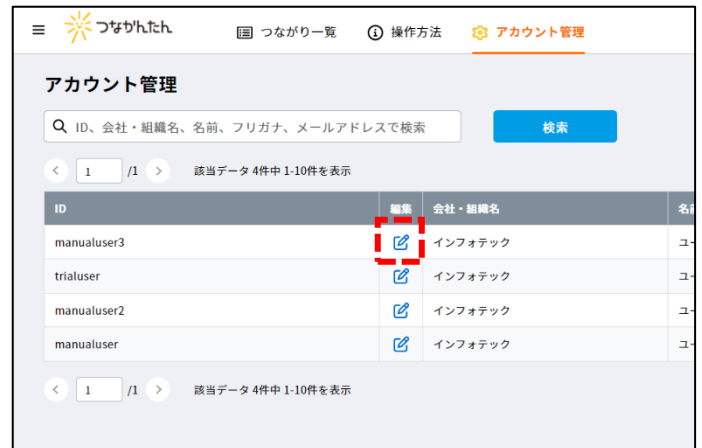 つながんたん
つながり一覧
操作方法
アカウント管理
アカウント管理
ID、会社・組織名、名前、フリガナ、メールアドレスで検索
検索
1 /1 該当データ 4件中 1-10件を表示
ID 編集 会社・組織名
manualuser3 インフォテック
trialuser インフォテック
manualuser2 インフォテック
manualuser インフォテック
1 /1 該当データ 4件中 1-10件を表示